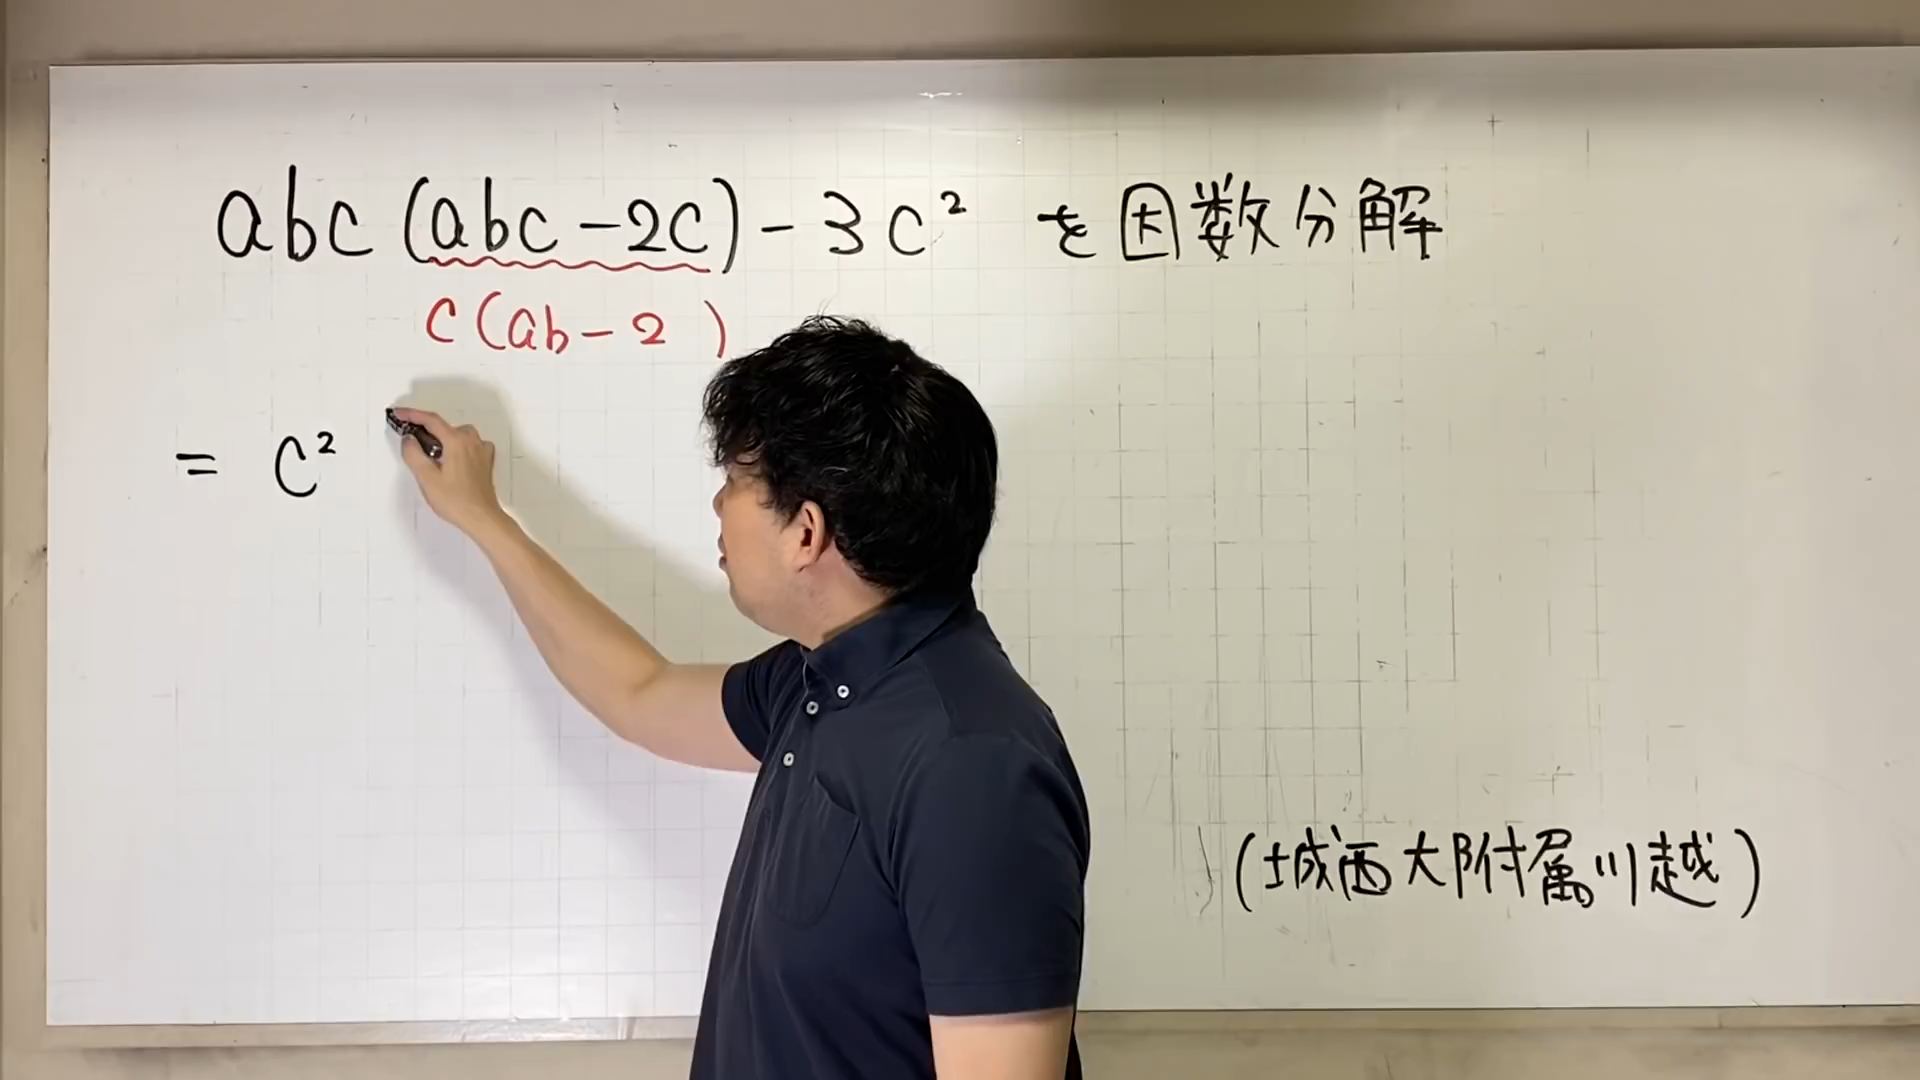 abc(abc-2c)-3c² を因数分解
c(ab-2)
= c²
(城西大附属川越)